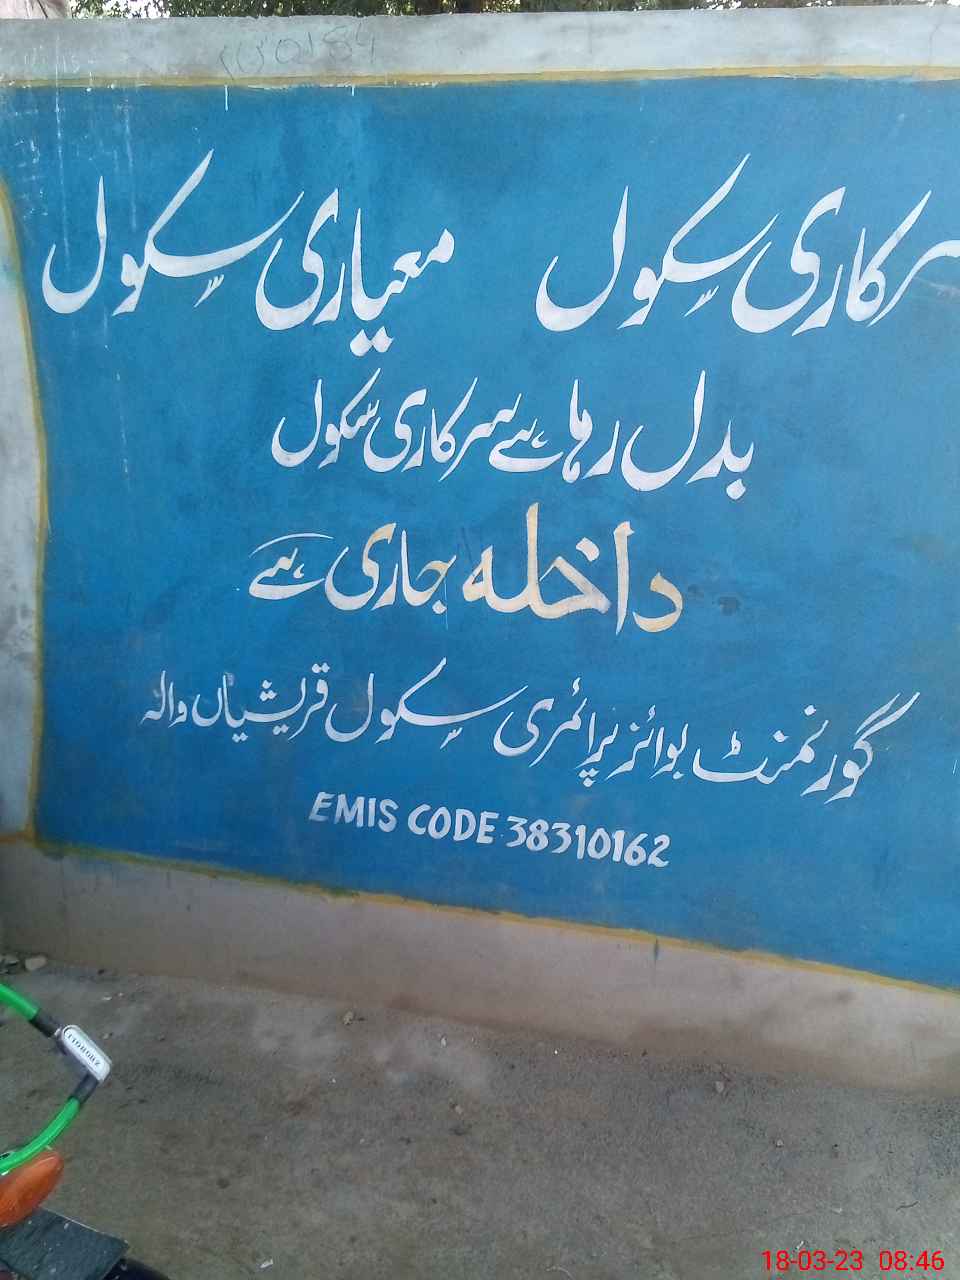 سرکاری سکول معیاری سکول
بدل رہا ہے سرکاری سکول
داخلہ جاری ہے
گورنمنٹ بوائز پرائمری سکول قریشیاں والہ
EMIS CODE 38310162
18-03-23 08:46